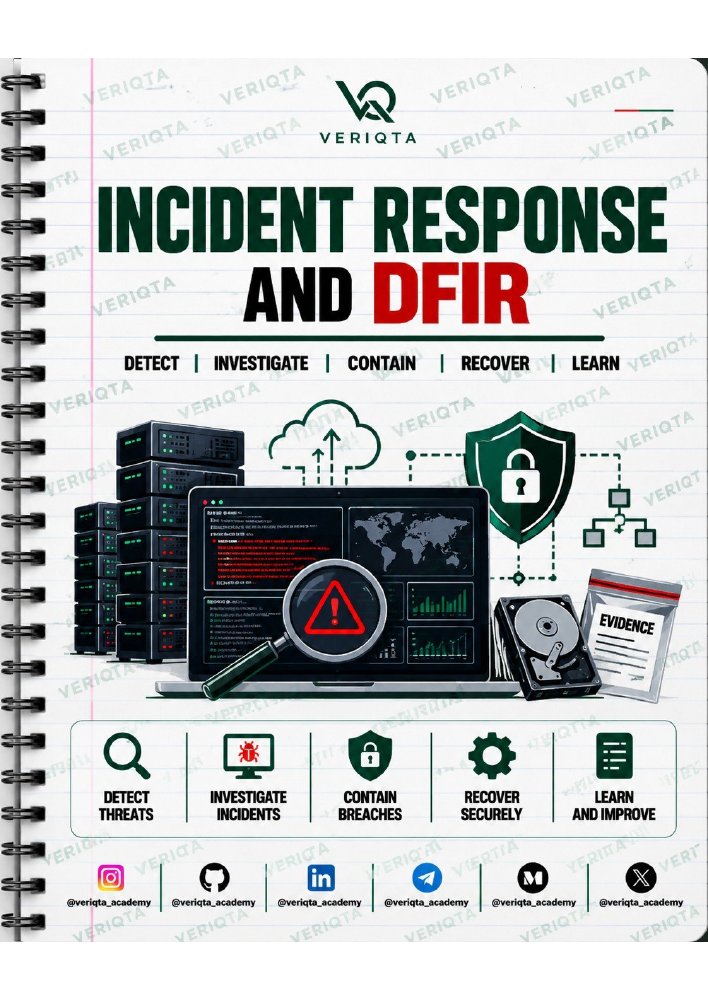 VERIQTA
INCIDENT RESPONSE
AND DFIR
DETECT | INVESTIGATE | CONTAIN | RECOVER | LEARN
EVIDENCE
DETECT
THREATS
INVESTIGATE
INCIDENTS
CONTAIN
BREACHES
RECOVER
SECURELY
LEARN
AND IMPROVE
@veriqta_academy
@veriqta_academy
@veriqta_academy
@veriqta_academy
@veriqta_academy
@veriqta_academy